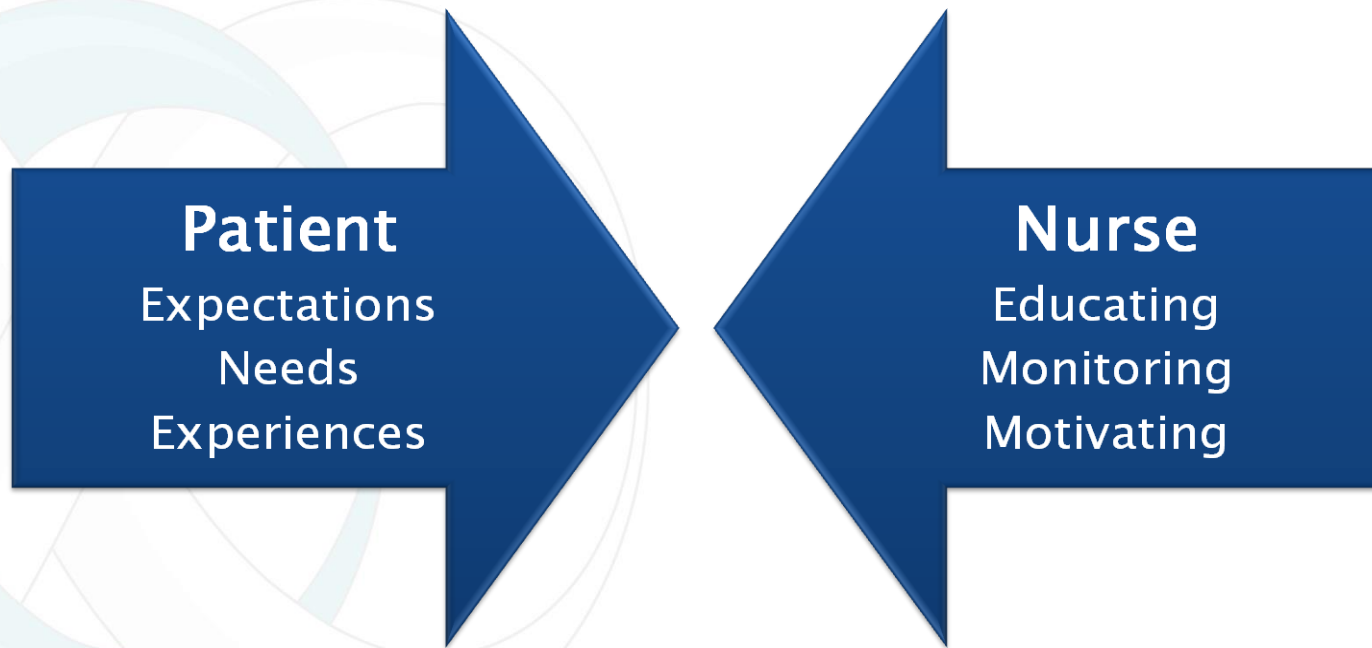 Patient
Expectations
Needs
Experiences
Nurse
Educating
Monitoring
Motivating